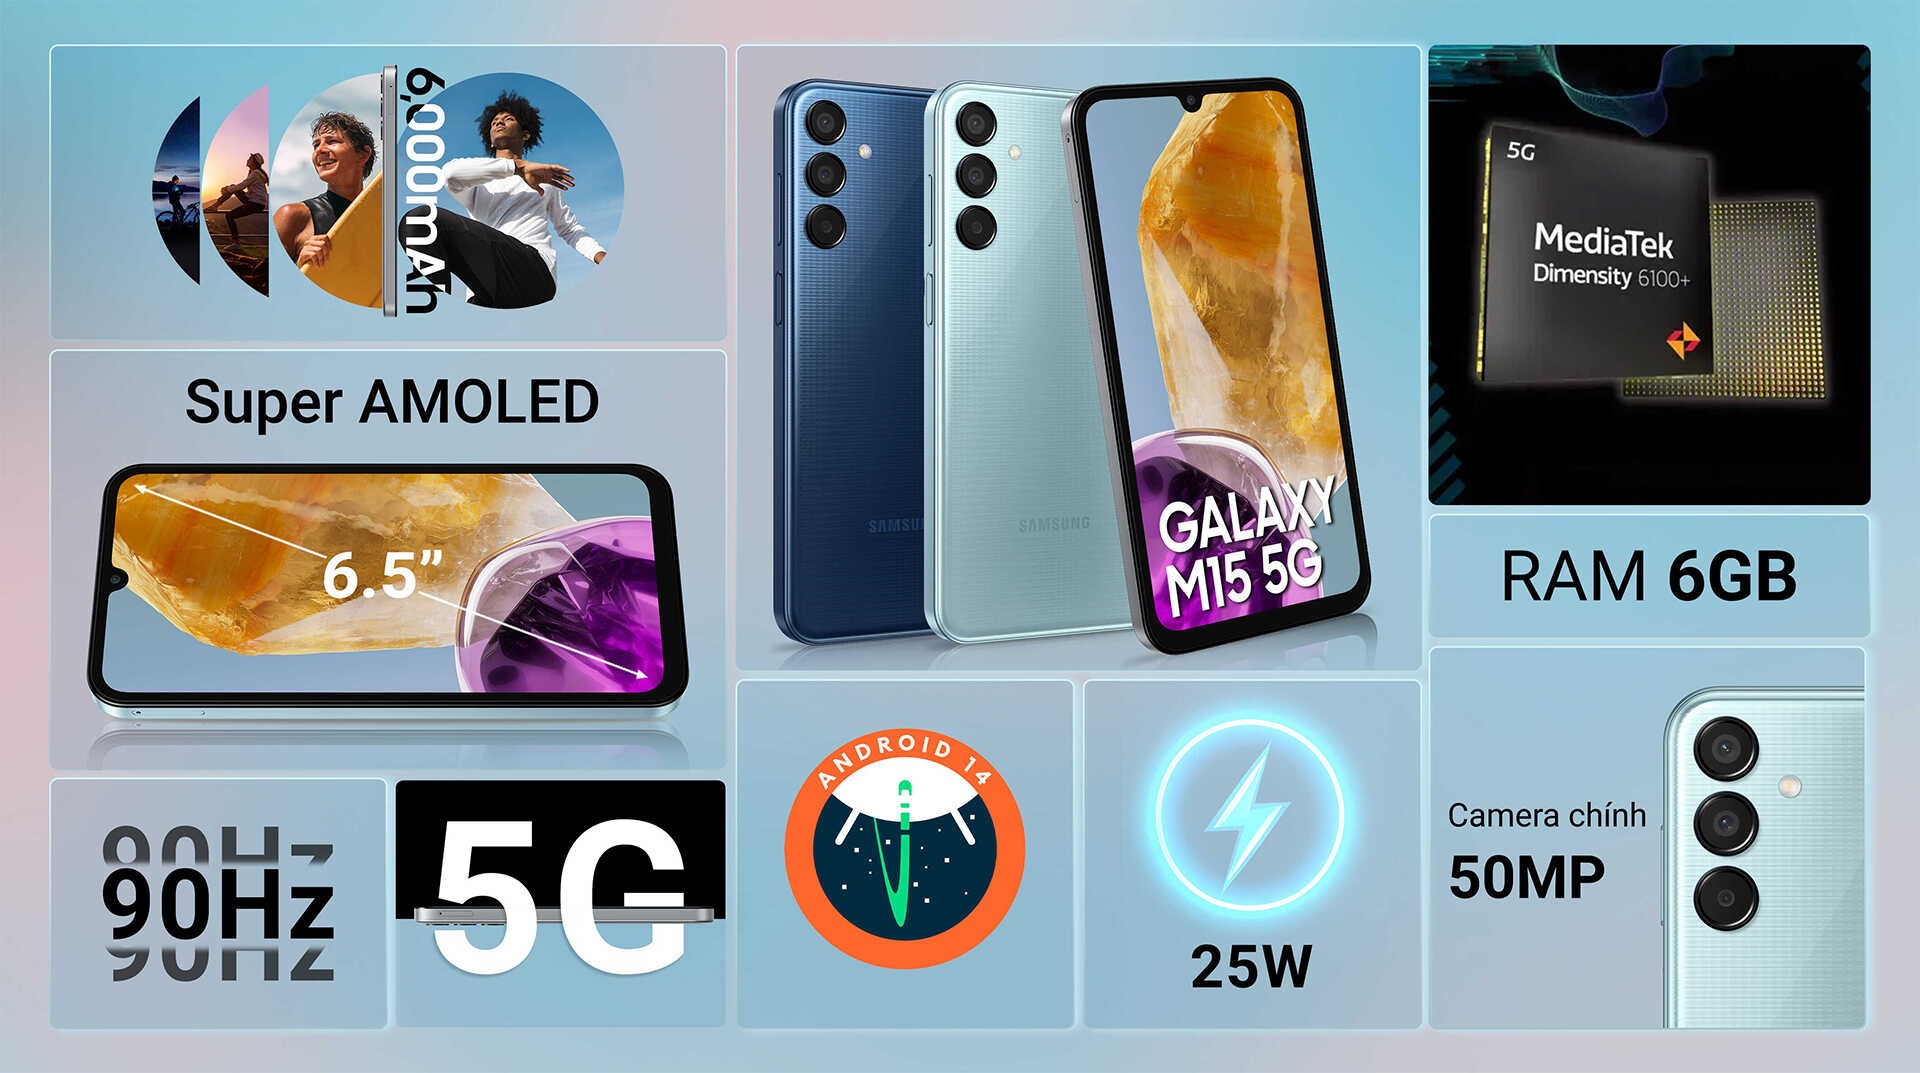 6,000mAh
Super AMOLED
6.5”
90Hz
90Hz
90Hz
5G
SAMSU
SAMSUNG
GALAXY
M15 5G
ANDROID 14
25W
5G
MediaTek
Dimensity 6100+
RAM 6GB
Camera chính
50MP